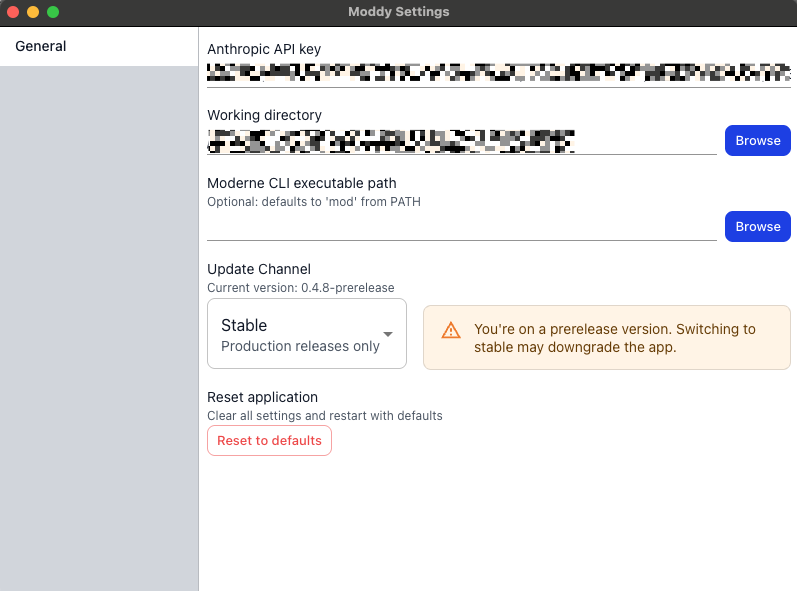 Moddy Settings
General
Anthropic API key
Working directory
Browse
Moderne CLI executable path
Optional: defaults to 'mod' from PATH
Browse
Update Channel
Current version: 0.4.8-prerelease
Stable
Production releases only
You're on a prerelease version. Switching to
stable may downgrade the app.
Reset application
Clear all settings and restart with defaults
Reset to defaults